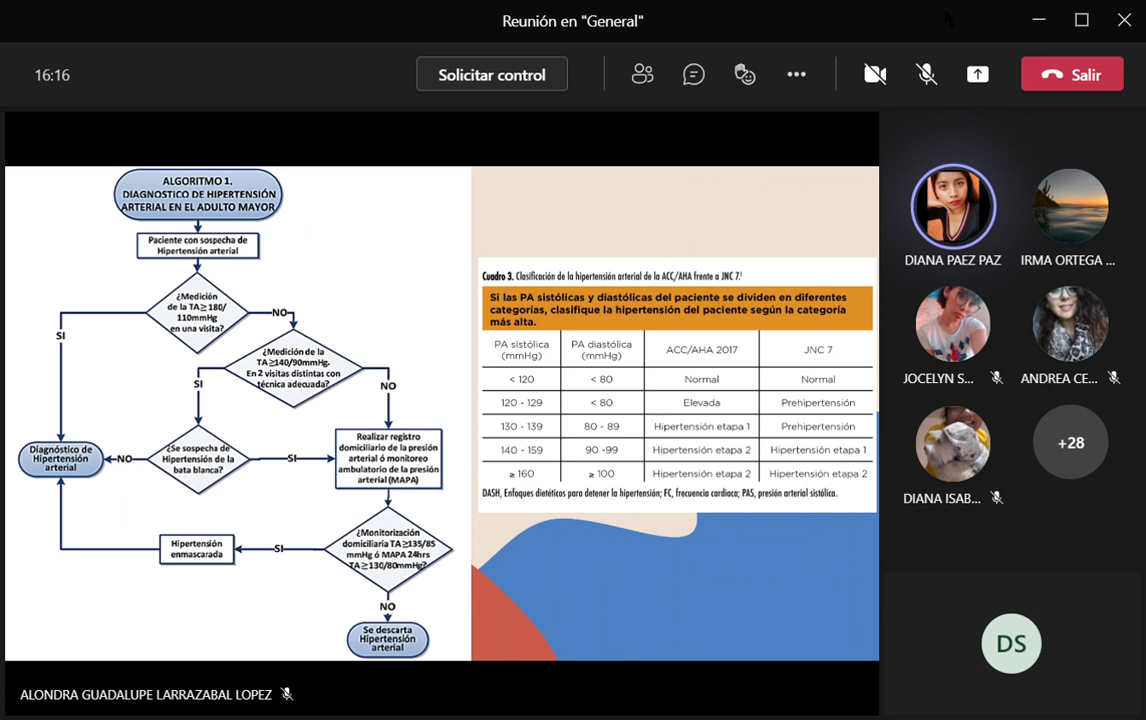 Reunión en "General"
16:16
Solicitar control
Salir
ALGORITMO 1.
DIAGNOSTICO DE HIPERTENSIÓN
ARTERIAL EN EL ADULTO MAYOR
Paciente con sospecha de
Hipertensión arterial
¿Medición
de la TA≥180/
110mmHg
en una visita?
SI
NO
¿Medición de la
TA≥140/90mmHg.
En 2 visitas distintas con
técnica adecuada?
SI
NO
Diagnóstico de
Hipertensión
arterial
NO
¿Se sospecha de
Hipertensión de la
bata blanca?
SI
Realizar registro
domiciliario de la presión
arterial ó monitoreo
ambulatorio de la presión
arterial (MAPA)
Hipertensión
enmascarada
SI
¿Monitorización
domiciliaria TA≥135/85
mmHg ó MAPA 24hrs
TA≥130/80mmHg?
NO
Se descarta
Hipertensión
arterial
Cuadro 3. Clasificación de la hipertensión arterial de la ACC/AHA frente a JNC 7.¹
Si las PA sistólicas y diastólicas del paciente se dividen en diferentes
categorías, clasifique la hipertensión del paciente según la categoría
más alta.
PA sistólica (mmHg) PA diastólica (mmHg) ACC/AHA 2017 JNC 7
< 120 < 80 Normal Normal
120 - 129 < 80 Elevada Prehipertensión
130 - 139 80 - 89 Hipertensión etapa 1 Prehipertensión
140 - 159 90 -99 Hipertensión etapa 2 Hipertensión etapa 1
≥ 160 ≥ 100 Hipertensión etapa 2 Hipertensión etapa 2
DASH, Enfoques dietéticos para detener la hipertensión; FC, frecuencia cardiaca; PAS, presión arterial sistólica.
DIANA PAEZ PAZ
IRMA ORTEGA ...
JOCELYN S...
ANDREA CE...
DIANA ISAB...
+28
DS
ALONDRA GUADALUPE LARRAZABAL LOPEZ